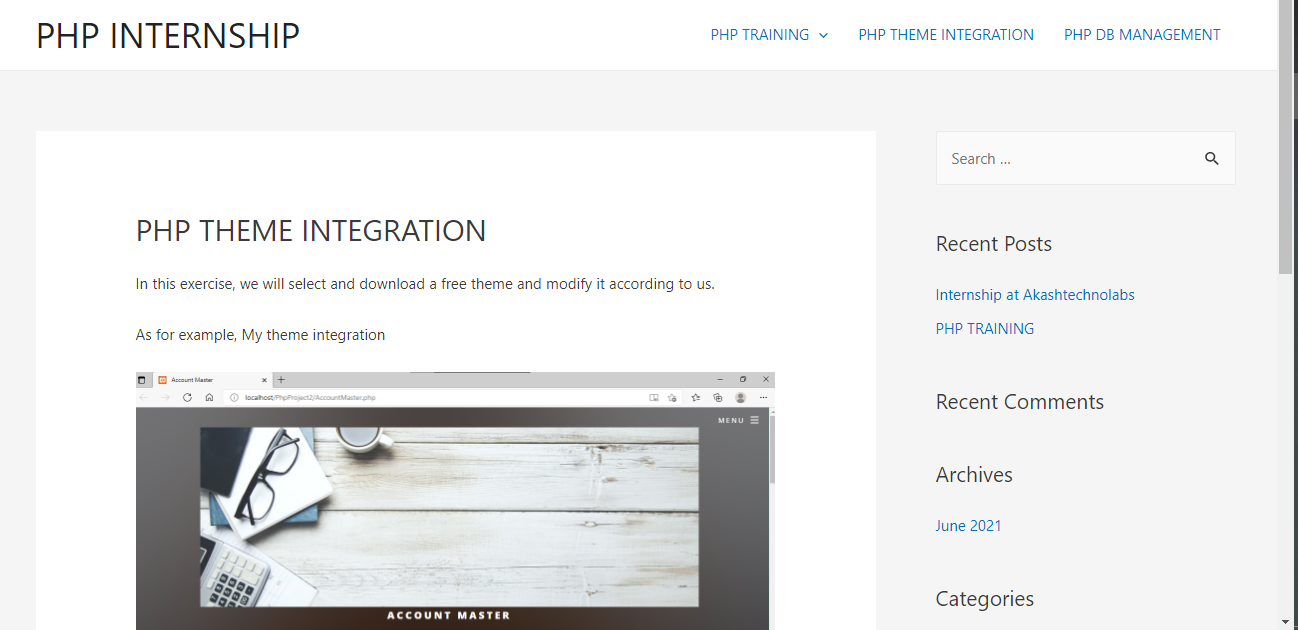 PHP INTERNSHIP
PHP TRAINING
PHP THEME INTEGRATION
PHP DB MANAGEMENT
PHP THEME INTEGRATION
In this exercise, we will select and download a free theme and modify it according to us.
As for example, My theme integration
Account Master
localhost/PhpProject2/AccountMaster.php
MENU
ACCOUNT MASTER
Search ...
Recent Posts
Internship at Akashtechnolabs
PHP TRAINING
Recent Comments
Archives
June 2021
Categories